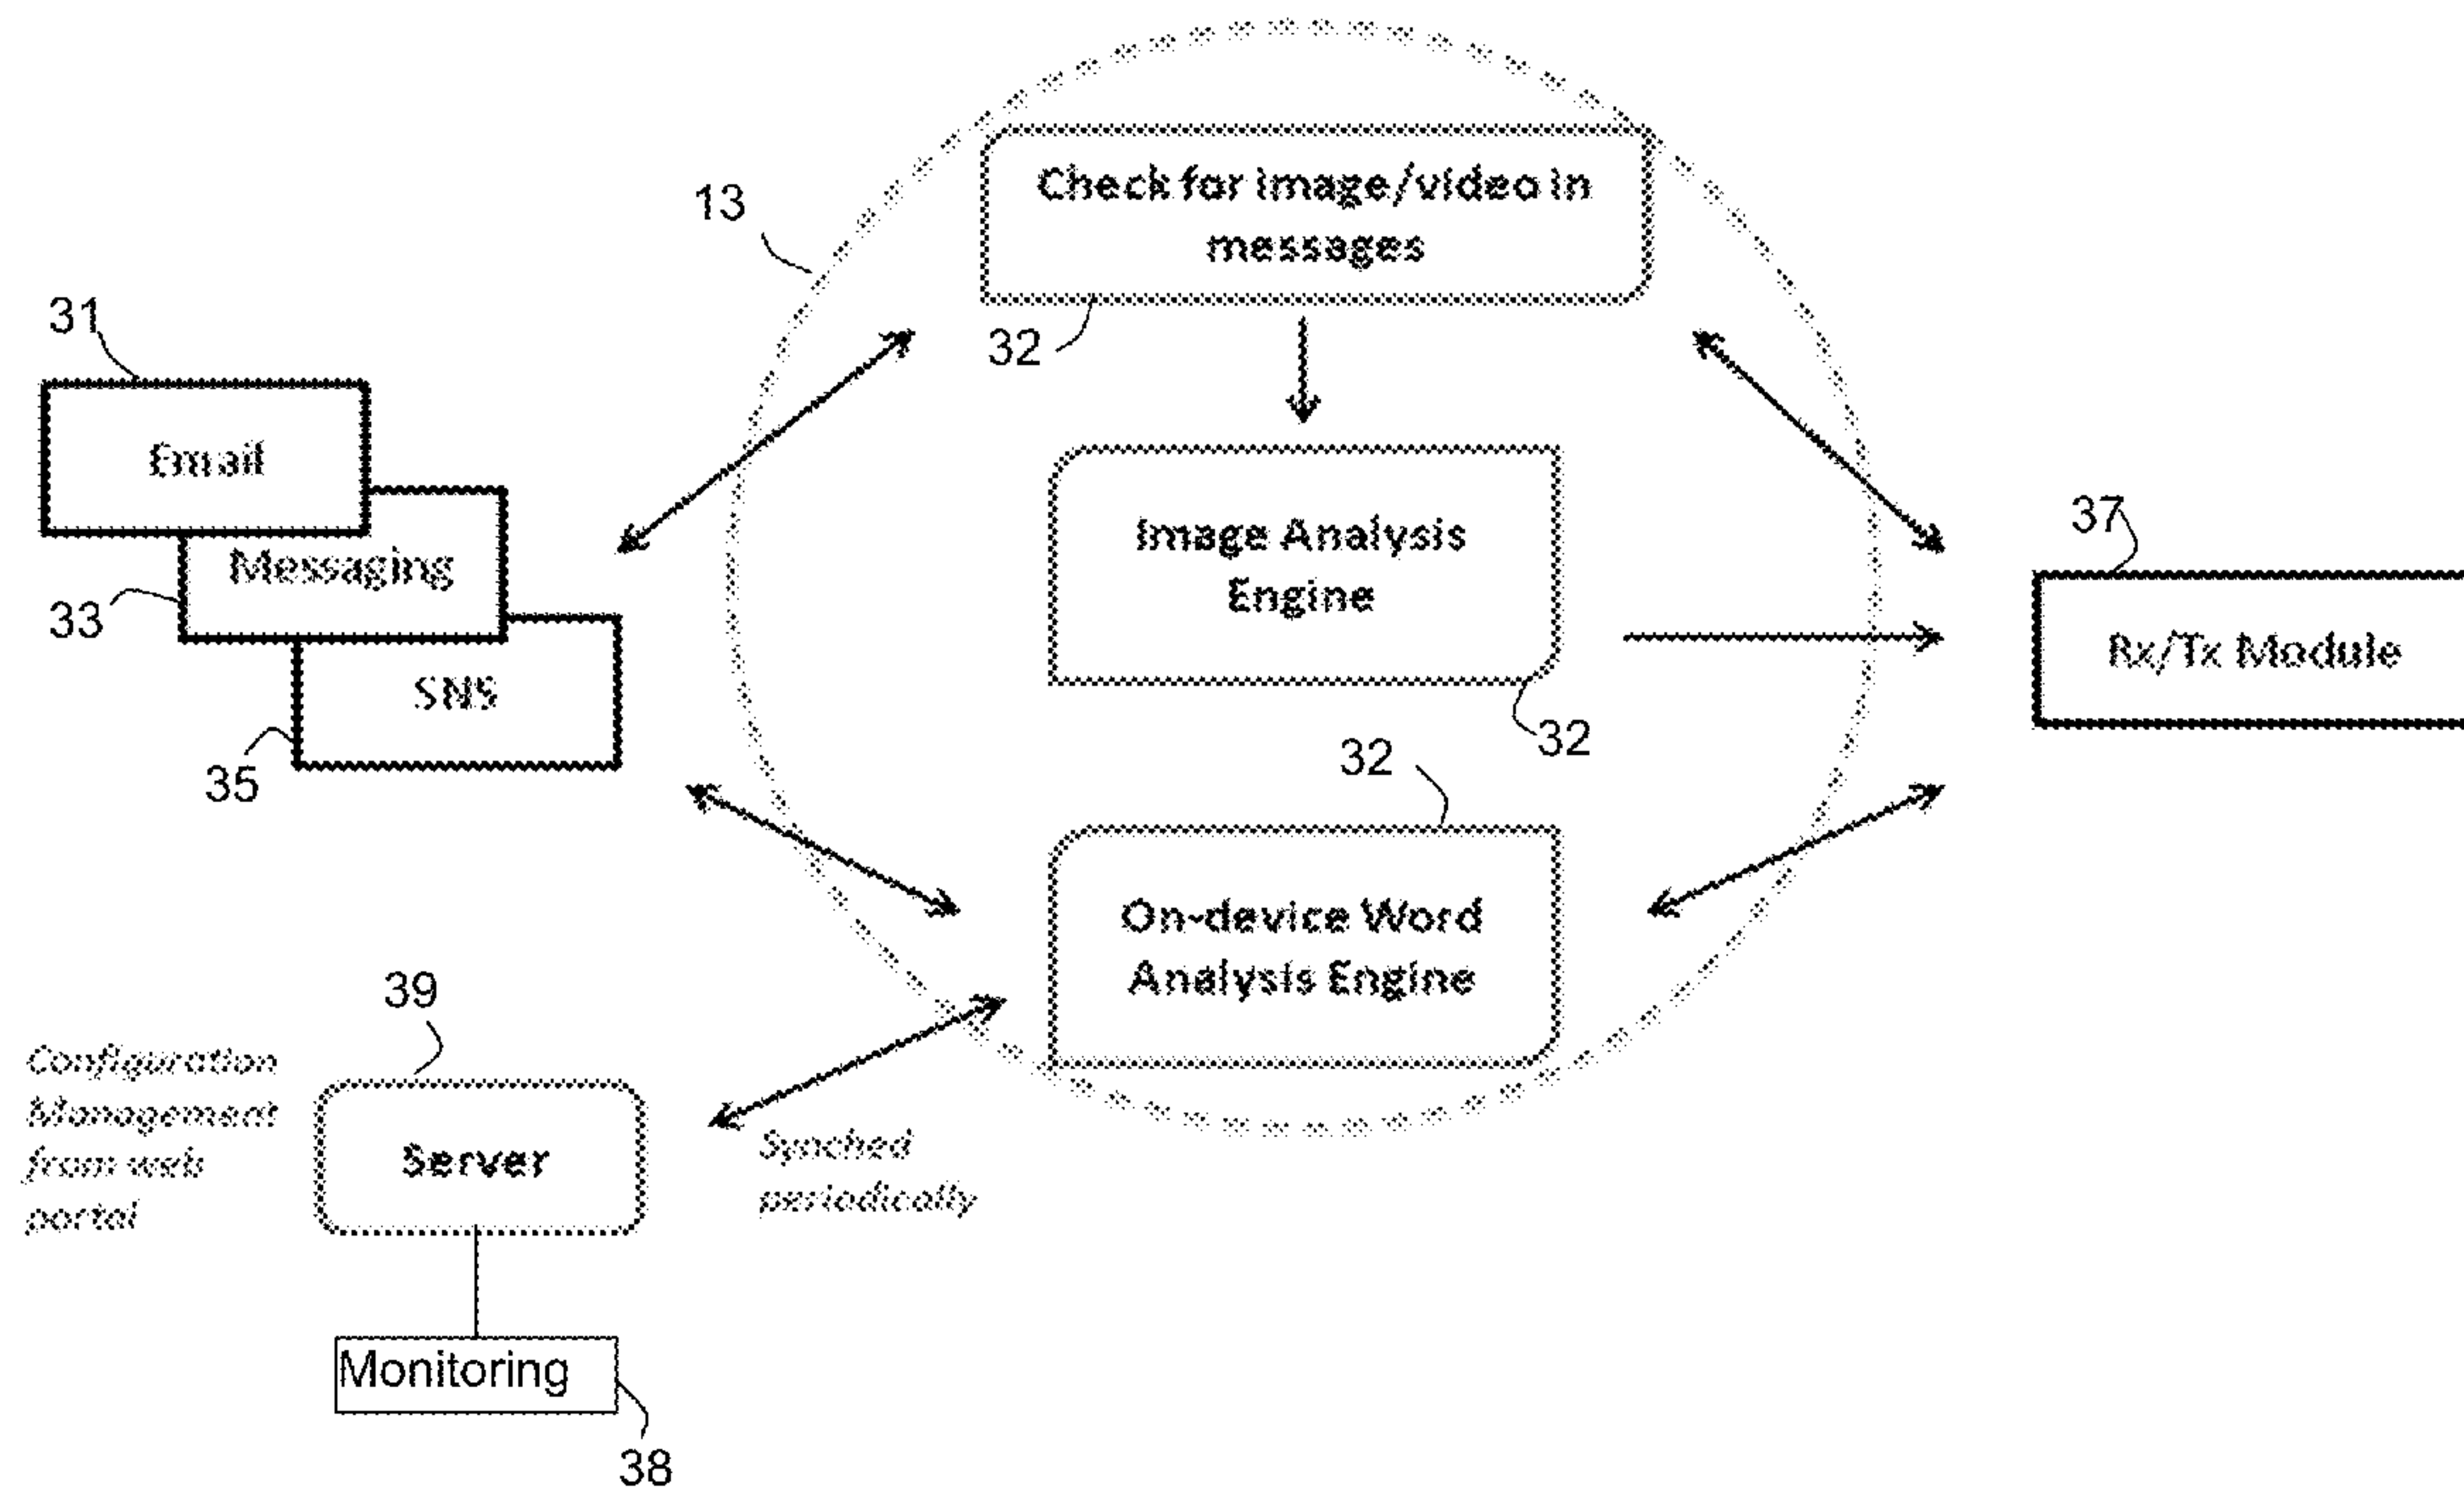 13
Check for image/video in
messages
32
31
Email
Messaging
33
SNS
35
Image Analysis
Engine
32
37
Rx/Tx Module
32
On-device Word
Analysis Engine
39
Configuration
Management
from web
portal
Server
Synched
periodically
Monitoring
38